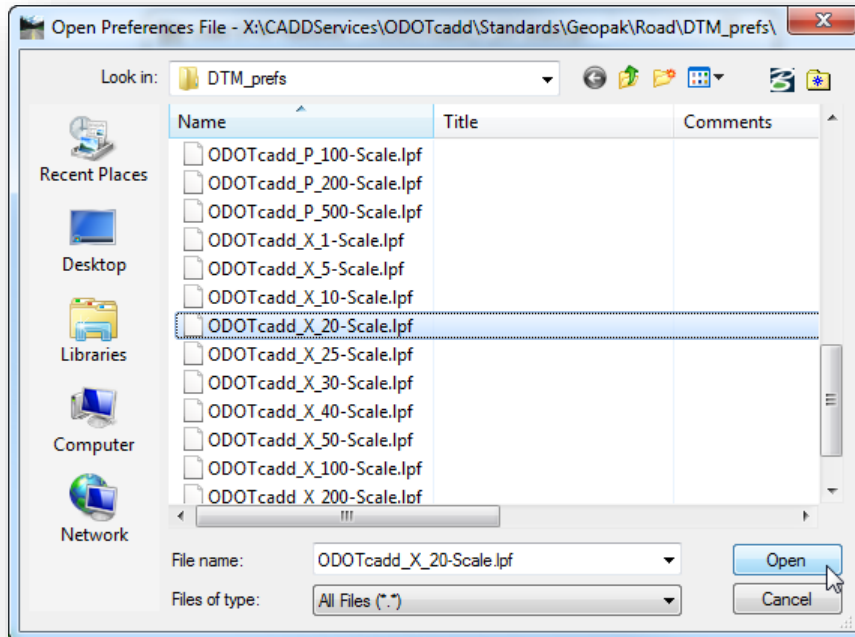 Open Preferences File - X:\CADDServices\ODOTcadd\Standards\Geopak\Road\DTM_prefs\
Look in: DTM_prefs
Name Title Comments
Recent Places
Desktop
Libraries
Computer
Network
ODOTcadd_P_100-Scale.lpf
ODOTcadd_P_200-Scale.lpf
ODOTcadd_P_500-Scale.lpf
ODOTcadd_X_1-Scale.lpf
ODOTcadd_X_5-Scale.lpf
ODOTcadd_X_10-Scale.lpf
ODOTcadd_X_20-Scale.lpf
ODOTcadd_X_25-Scale.lpf
ODOTcadd_X_30-Scale.lpf
ODOTcadd_X_40-Scale.lpf
ODOTcadd_X_50-Scale.lpf
ODOTcadd_X_100-Scale.lpf
ODOTcadd_X_200-Scale.lpf
File name: ODOTcadd_X_20-Scale.lpf Open
Files of type: All Files (*.*) Cancel